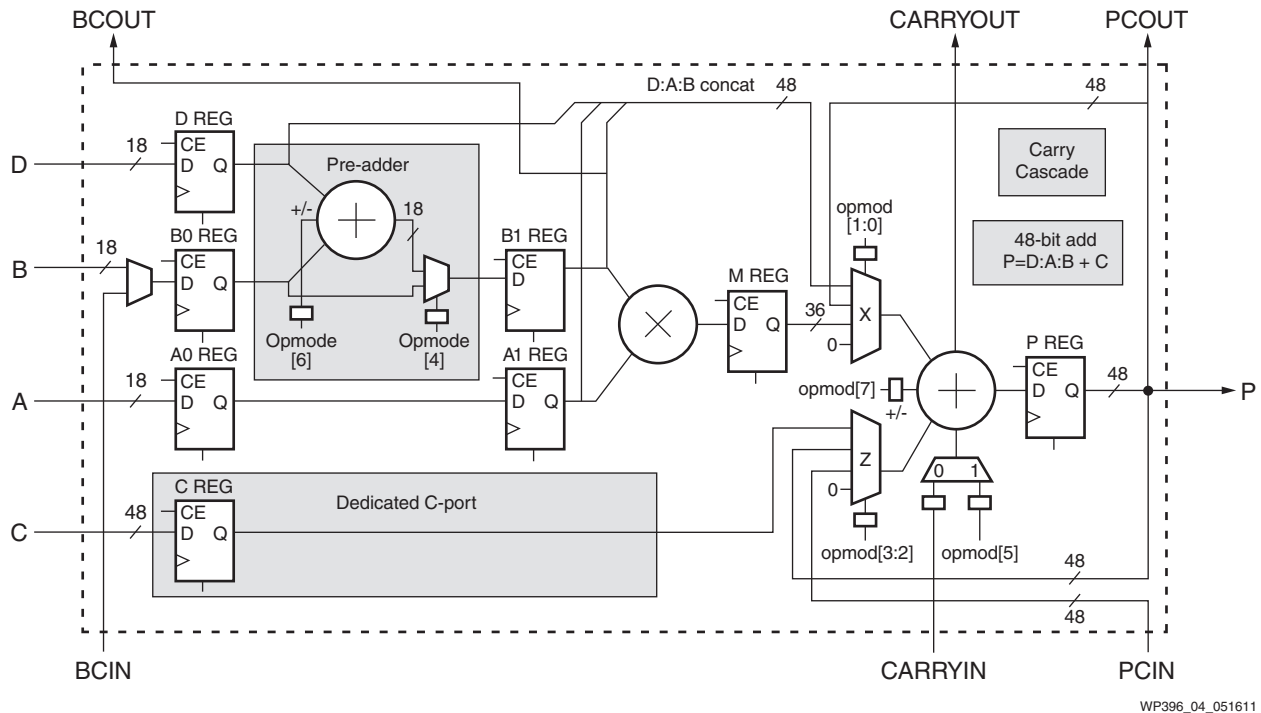 BCOUT
CARRYOUT
PCOUT
D:A:B concat
48
48
D REG
CE
D Q
D
18
Pre-adder
+/-
18
Carry
Cascade
opmod
[1:0]
48-bit add
P=D:A:B + C
B0 REG
CE
D Q
B
18
B1 REG
CE
D
Opmode
[6]
Opmode
[4]
M REG
CE
D Q
36
X
0
A0 REG
CE
D Q
A
18
A1 REG
CE
D Q
opmod[7]
+/-
P REG
CE
D Q
48
P
Z
0
0 1
C REG
CE
D Q
C
48
Dedicated C-port
opmod[3:2]
opmod[5]
48
48
BCIN
CARRYIN
PCIN
WP396_04_051611